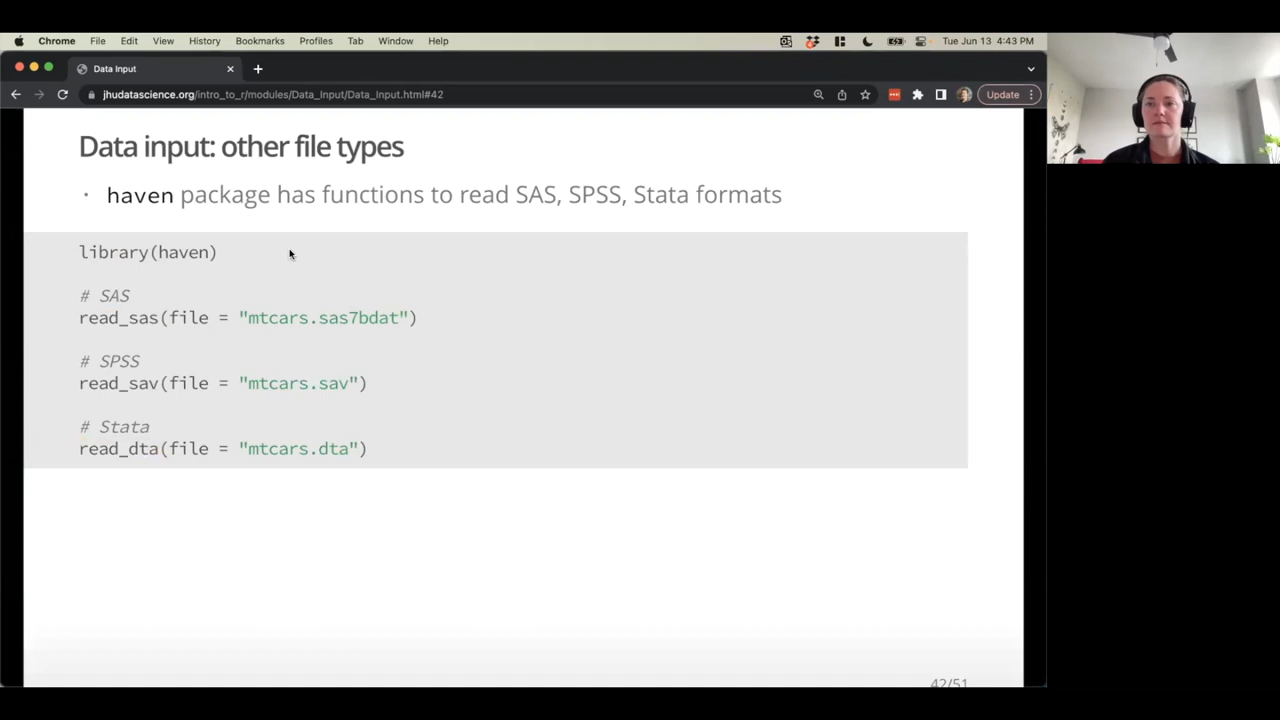 Chrome File Edit View History Bookmarks Profiles Tab Window Help Tue Jun 13 4:43 PM
Data Input
jhudatascience.org/intro_to_r/modules/Data_Input/Data_Input.html#42 Update
Data input: other file types
· haven package has functions to read SAS, SPSS, Stata formats
library(haven)
# SAS
read_sas(file = "mtcars.sas7bdat")
# SPSS
read_sav(file = "mtcars.sav")
# Stata
read_dta(file = "mtcars.dta")
42/51